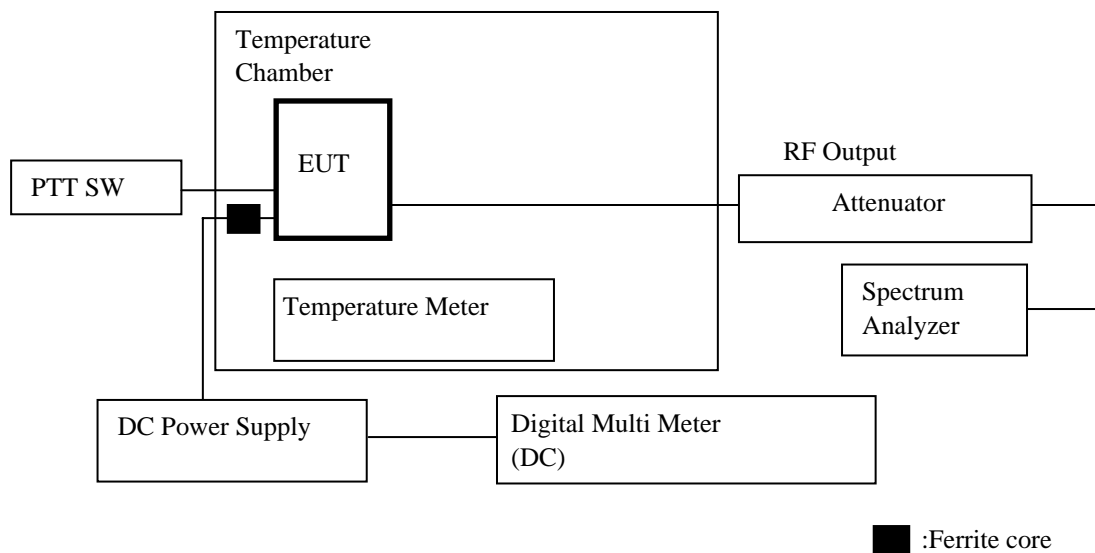 Temperature
Chamber
EUT
PTT SW
RF Output
Attenuator
Temperature Meter
Spectrum
Analyzer
DC Power Supply
Digital Multi Meter
(DC)
:Ferrite core